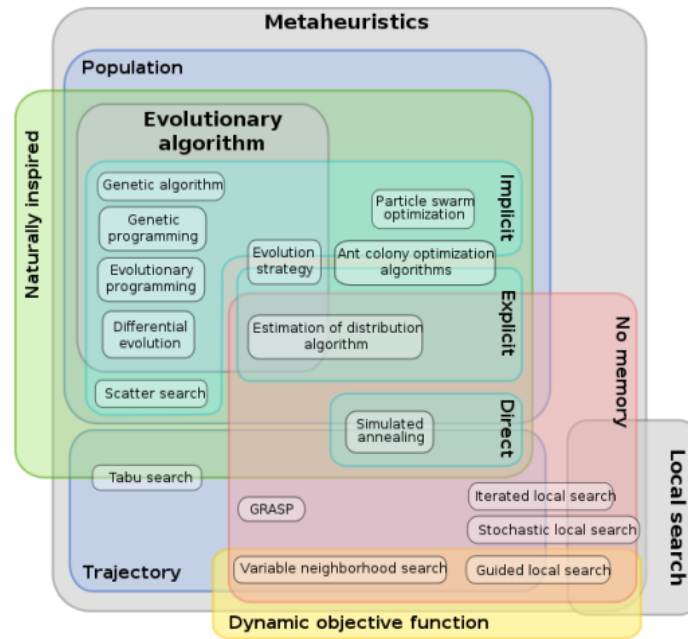 Metaheuristics
Population
Evolutionary
algorithm
Naturally inspired
Genetic algorithm
Implicit
Particle swarm
optimization
Genetic
programming
Evolution
strategy
Ant colony optimization
algorithms
Evolutionary
programming
Explicit
Differential
evolution
Estimation of distribution
algorithm
No memory
Scatter search
Direct
Simulated
annealing
Local search
Tabu search
Iterated local search
GRASP
Stochastic local search
Trajectory
Variable neighborhood search
Guided local search
Dynamic objective function